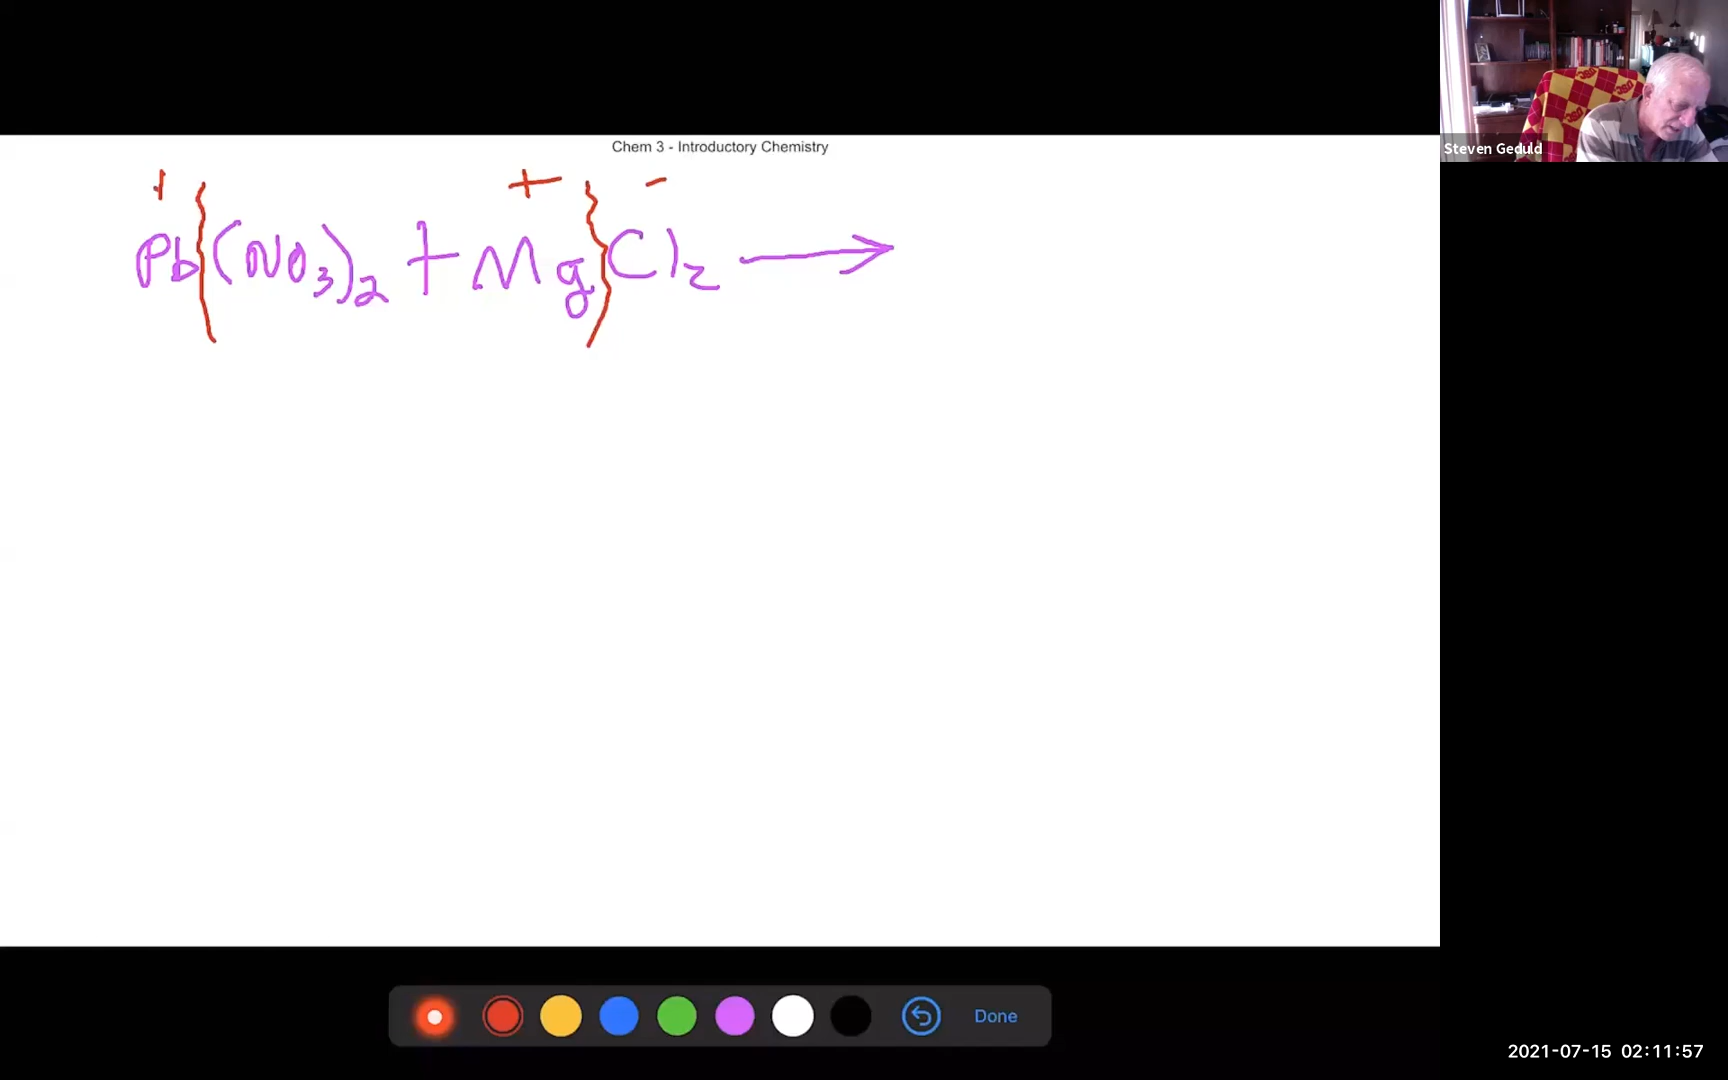 Chem 3 - Introductory Chemistry
Steven Geduld
+ + -
Pb(NO3)2 + MgCl2 →
Done
2021-07-15 02:11:57